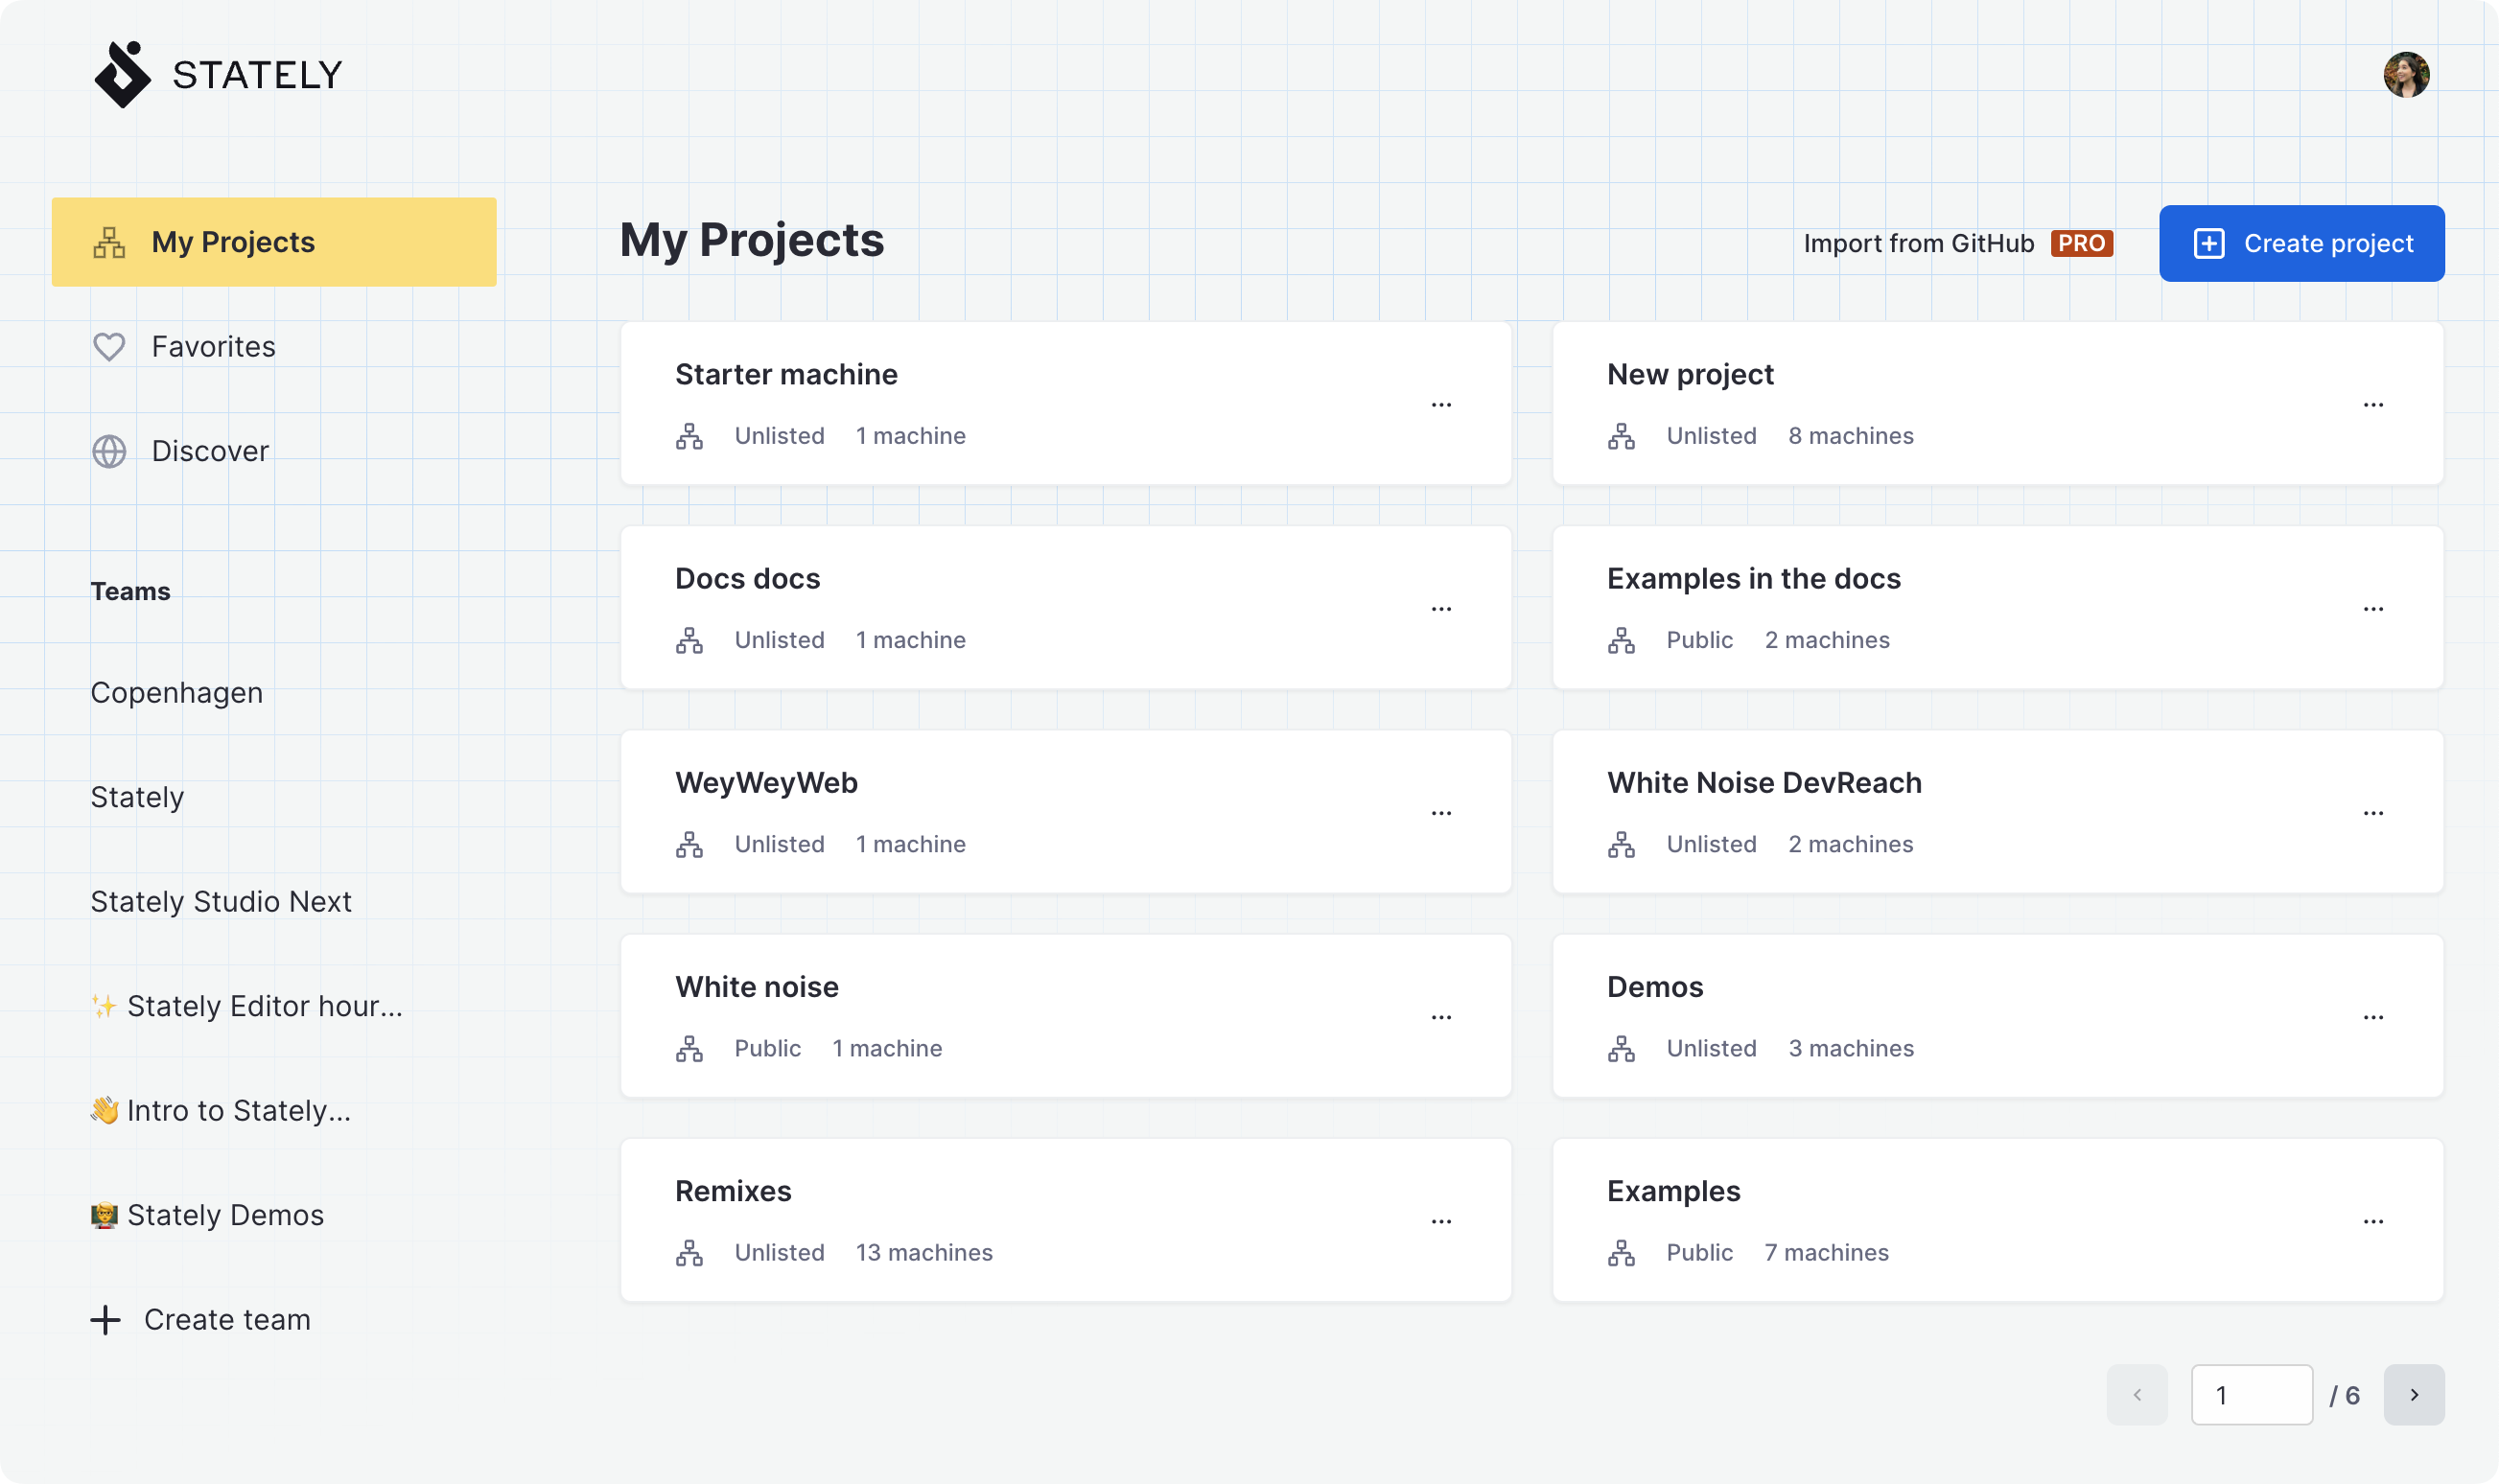 STATELY
My Projects
Favorites
Discover
Teams
Copenhagen
Stately
Stately Studio Next
✨ Stately Editor hour...
👋 Intro to Stately...
🧑‍🏫 Stately Demos
Create team
My Projects
Import from GitHub PRO
Create project
Starter machine
Unlisted 1 machine
New project
Unlisted 8 machines
Docs docs
Unlisted 1 machine
Examples in the docs
Public 2 machines
WeyWeyWeb
Unlisted 1 machine
White Noise DevReach
Unlisted 2 machines
White noise
Public 1 machine
Demos
Unlisted 3 machines
Remixes
Unlisted 13 machines
Examples
Public 7 machines
1 / 6